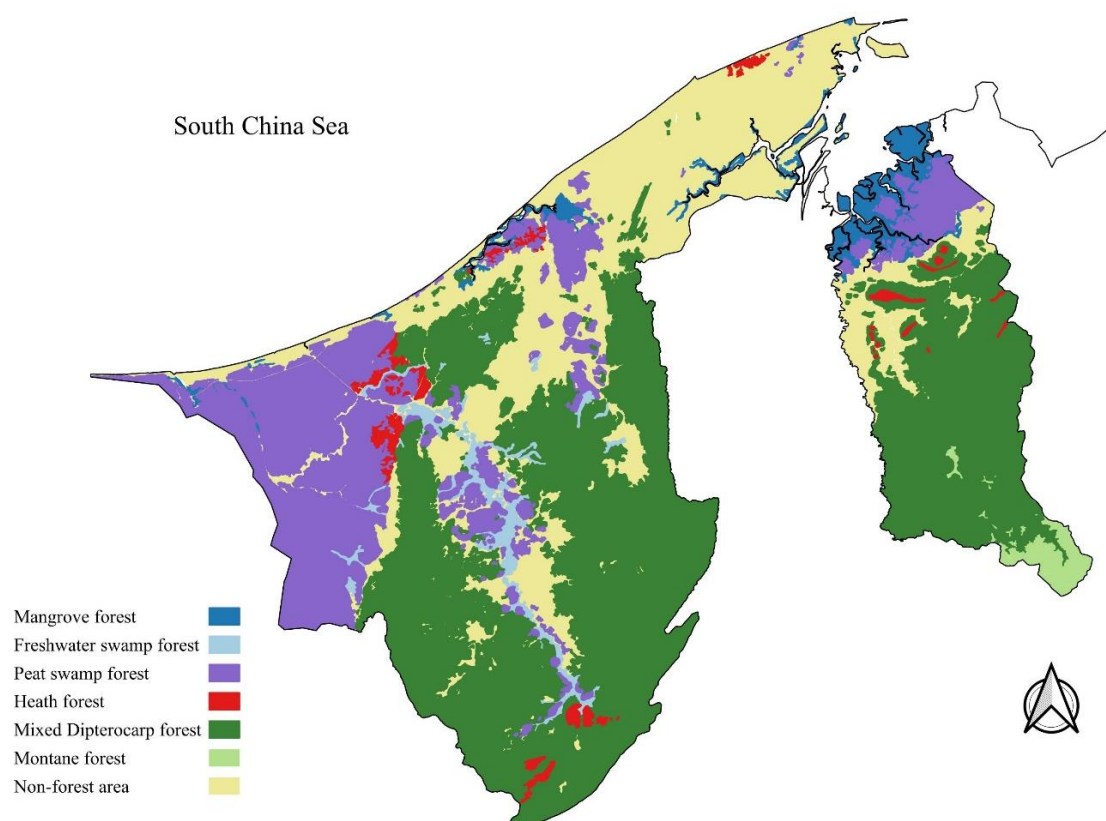 South China Sea
Mangrove forest
Freshwater swamp forest
Peat swamp forest
Heath forest
Mixed Dipterocarp forest
Montane forest
Non-forest area